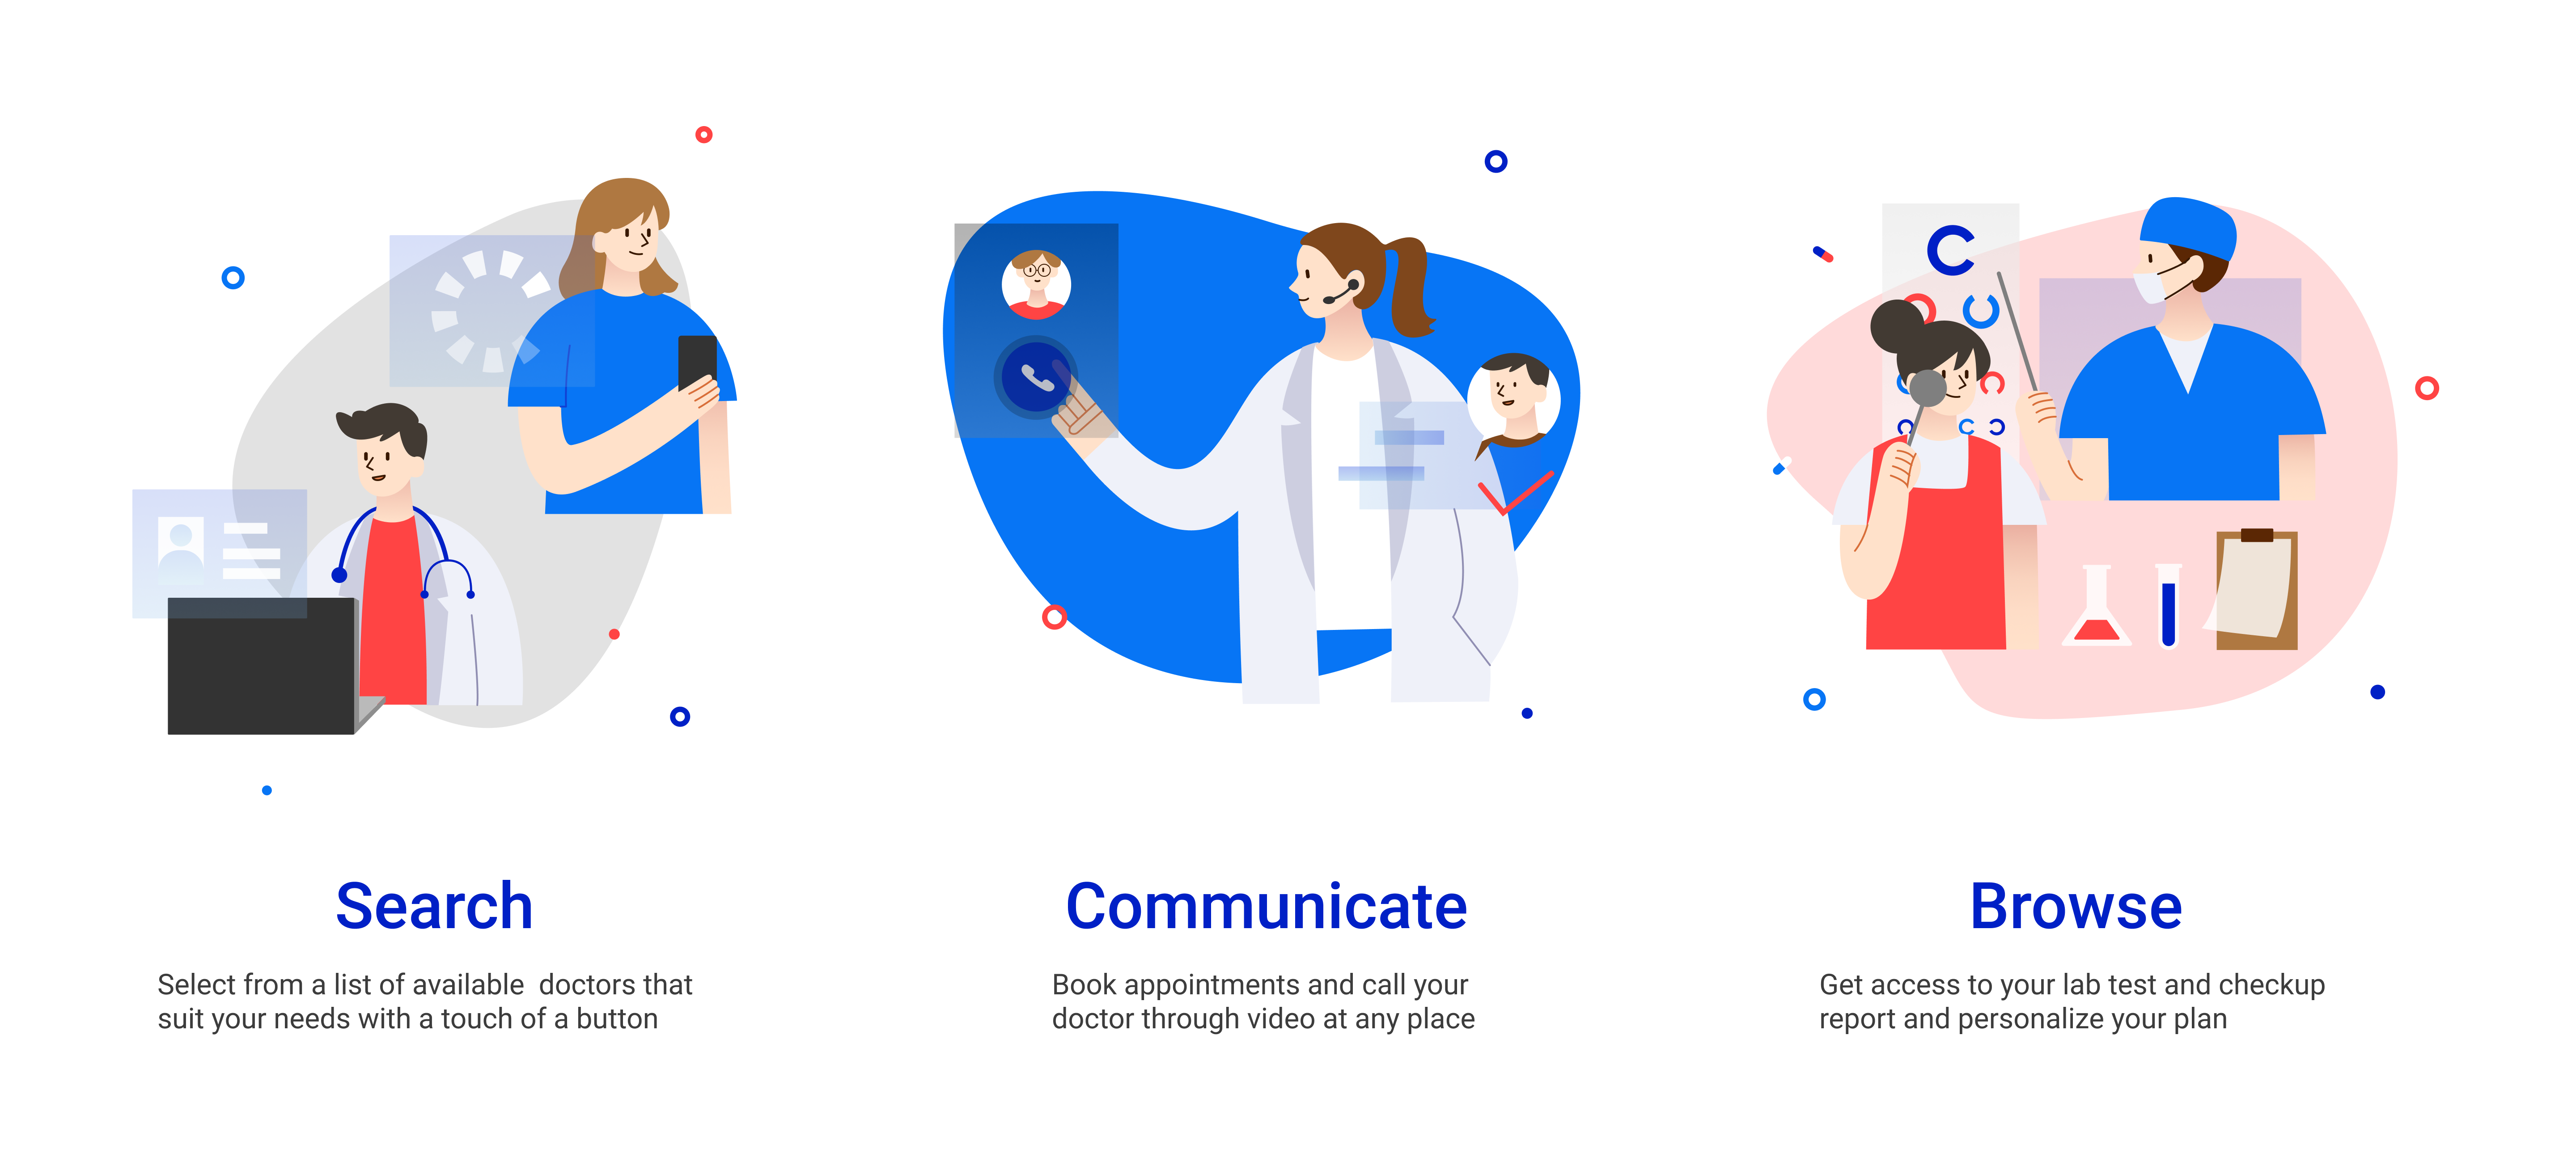 Search
Select from a list of available  doctors that
suit your needs with a touch of a button
Communicate
Book appointments and call your
doctor through video at any place
Browse
Get access to your lab test and checkup
report and personalize your plan